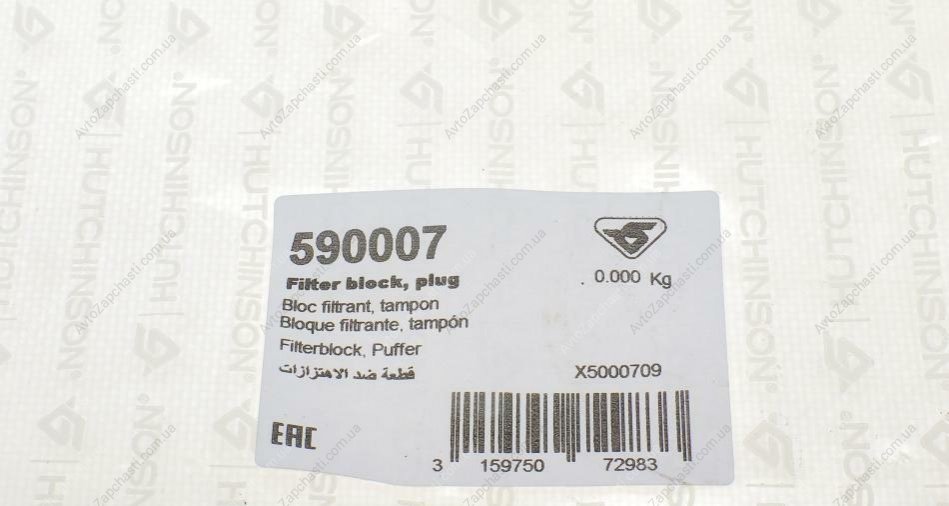 HUTCHINSON®
AvtoZapchasti.com.ua
590007
Filter block, plug
Bloc filtrant, tampon
Bloque filtrante, tampón
Filterblock, Puffer
قطعة ضد الاهتزازات
. 0.000 Kg
X5000709
EAC
3 159750 72983